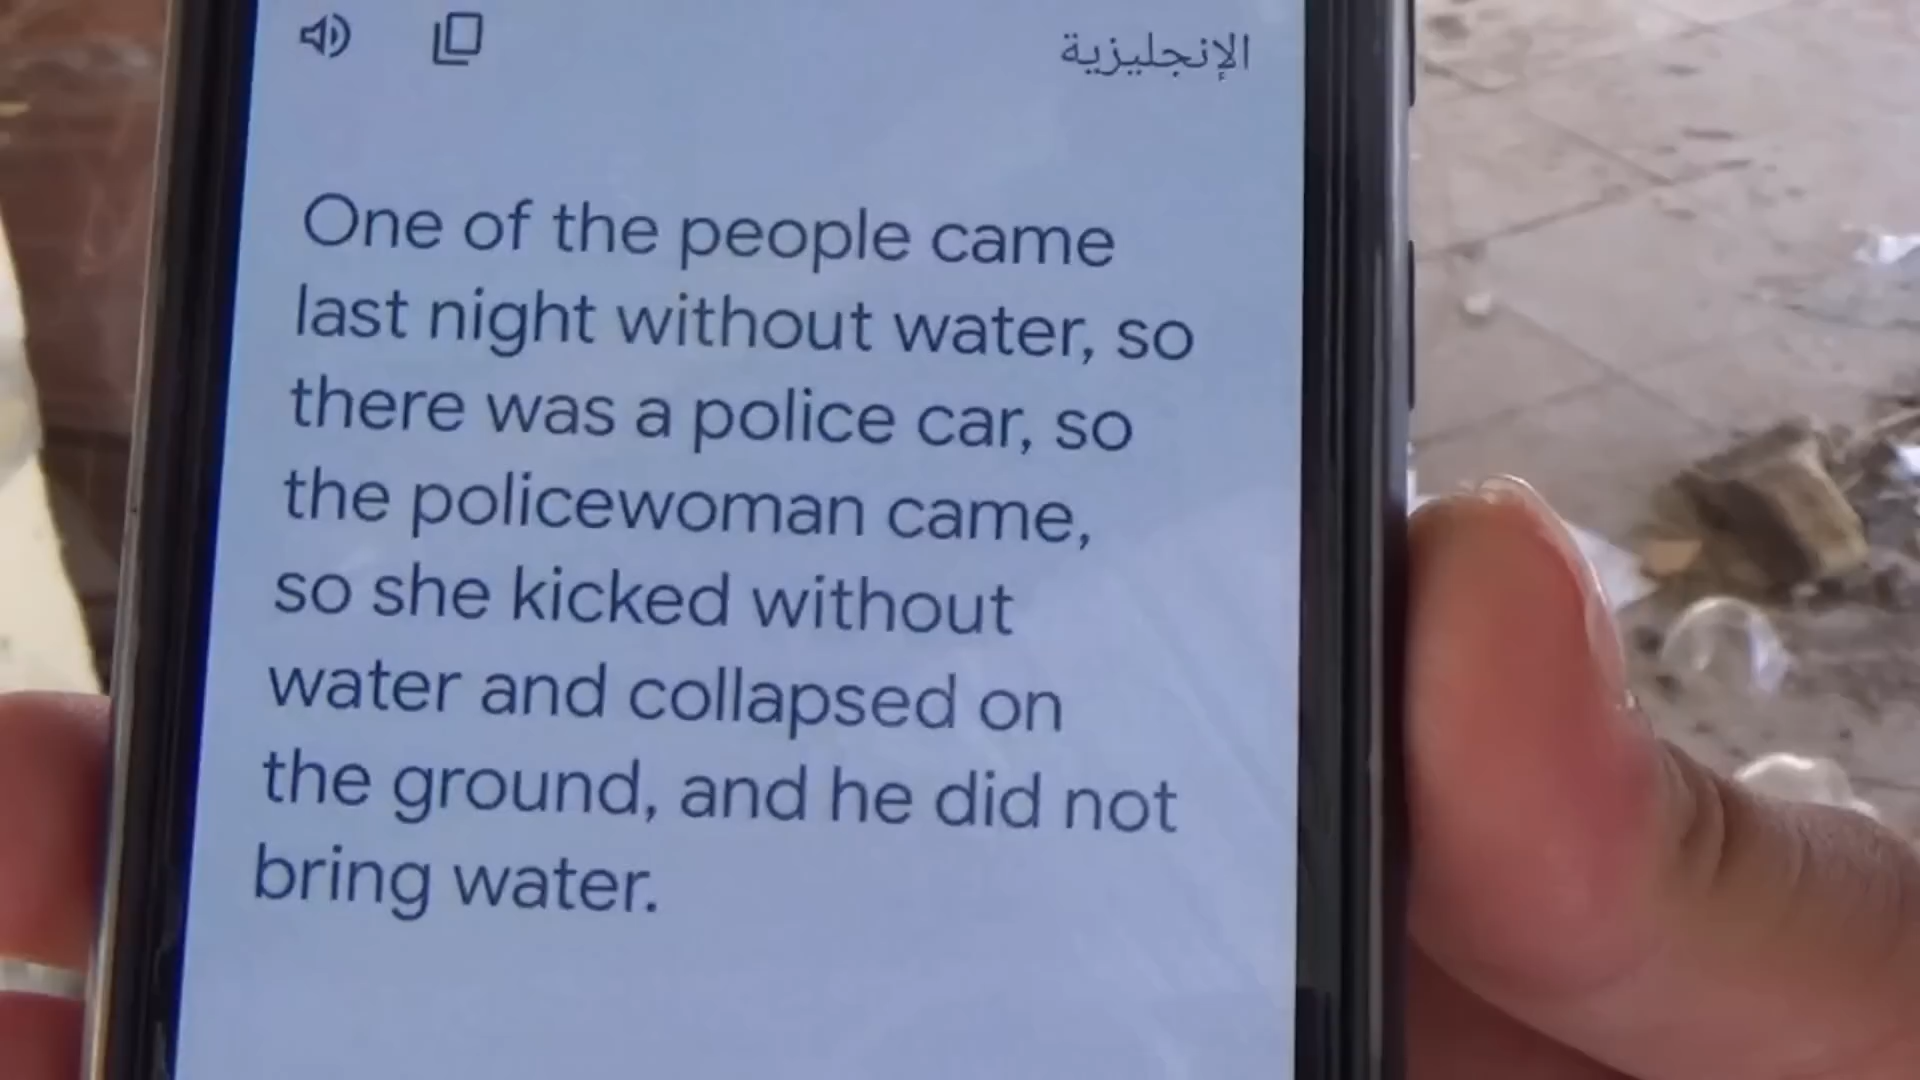 الإنجليزية
One of the people came
last night without water, so
there was a police car, so
the policewoman came,
so she kicked without
water and collapsed on
the ground, and he did not
bring water.